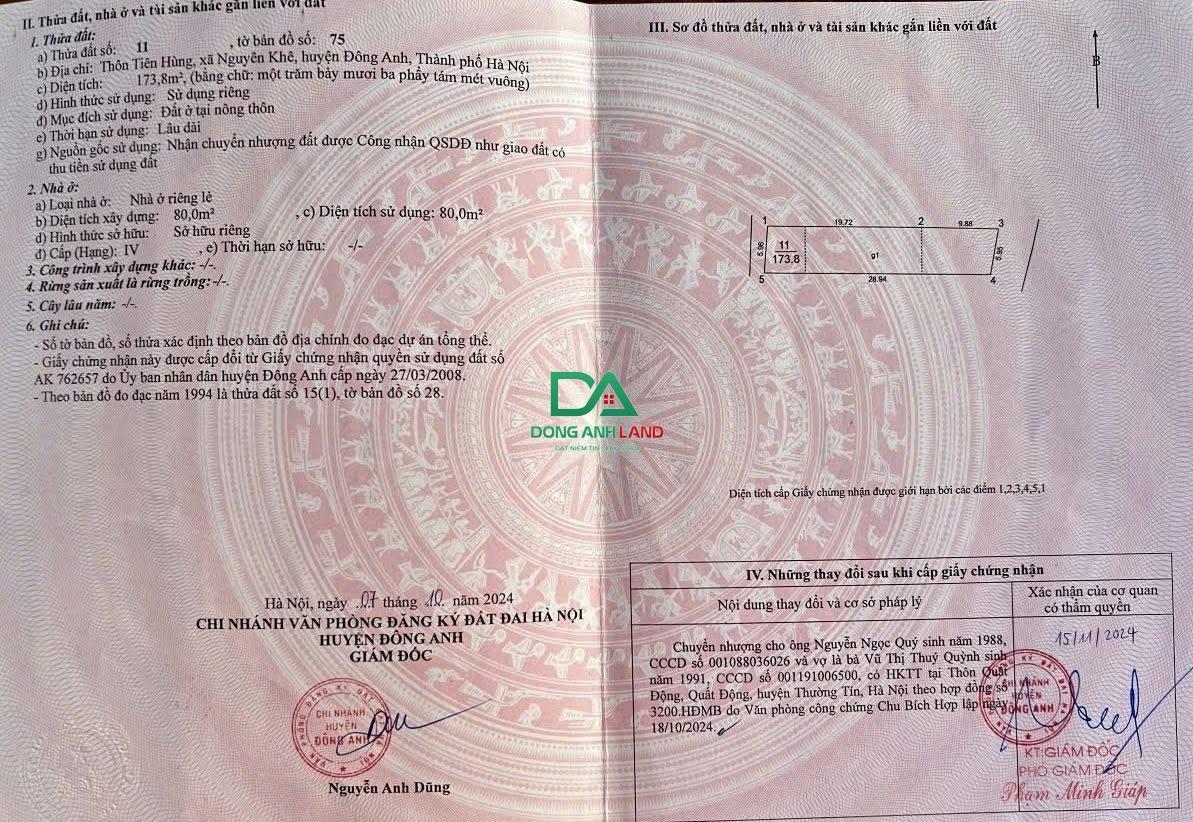 II. Thửa đất, nhà ở và tài sản khác gắn liền với đất
1. Thửa đất:
a) Thửa đất số: 11 , tờ bản đồ số: 75
b) Địa chỉ: Thôn Tiên Hùng, xã Nguyên Khê, huyện Đông Anh, Thành phố Hà Nội
c) Diện tích: 173,8m², (bằng chữ: một trăm bảy mươi ba phẩy tám mét vuông)
d) Hình thức sử dụng: Sử dụng riêng
đ) Mục đích sử dụng: Đất ở tại nông thôn
e) Thời hạn sử dụng: Lâu dài
g) Nguồn gốc sử dụng: Nhận chuyển nhượng đất được Công nhận QSDĐ như giao đất có
thu tiền sử dụng đất
2. Nhà ở:
a) Loại nhà ở: Nhà ở riêng lẻ
b) Diện tích xây dựng: 80,0m² , c) Diện tích sử dụng: 80,0m²
d) Hình thức sở hữu: Sở hữu riêng
đ) Cấp (Hạng): IV , e) Thời hạn sở hữu: -/-
3. Công trình xây dựng khác: -/-.
4. Rừng sản xuất là rừng trồng: -/-.
5. Cây lâu năm: -/-.
6. Ghi chú:
- Số tờ bản đồ, số thửa xác định theo bản đồ địa chính đo đạc dự án tổng thể.
- Giấy chứng nhận này được cấp đổi từ Giấy chứng nhận quyền sử dụng đất số
AK 762657 do Ủy ban nhân dân huyện Đông Anh cấp ngày 27/03/2008.
- Theo bản đồ đo đạc năm 1994 là thửa đất số 15(1), tờ bản đồ số 28.
Hà Nội, ngày 07 tháng 10 năm 2024
CHI NHÁNH VĂN PHÒNG ĐĂNG KÝ ĐẤT ĐAI HÀ NỘI
HUYỆN ĐÔNG ANH
GIÁM ĐỐC
CHI NHÁNH
HUYỆN
ĐÔNG ANH
Nguyễn Anh Dũng
DA
DONG ANH LAND
III. Sơ đồ thửa đất, nhà ở và tài sản khác gắn liền với đất
B
1 19.72 2 9.88 3
5.96 11 g1 5.95
173.8
5 28.94 4
Diện tích cấp Giấy chứng nhận được giới hạn bởi các điểm 1,2,3,4,5,1
IV. Những thay đổi sau khi cấp giấy chứng nhận
Nội dung thay đổi và cơ sở pháp lý
Xác nhận của cơ quan
có thẩm quyền
Chuyển nhượng cho ông Nguyễn Ngọc Quý sinh năm 1988,
CCCD số 001088036026 và vợ là bà Vũ Thị Thuý Quỳnh sinh
năm 1991, CCCD số 001191006500, có HKTT tại Thôn Quất
Động, Quất Động, huyện Thường Tín, Hà Nội theo hợp đồng số
3200.HĐMB do Văn phòng công chứng Chu Bích Hợp lập ngày
18/10/2024.
15/11/2024
CHI NHÁNH
HUYỆN
ĐÔNG ANH
KT.GIÁM ĐỐC
PHÓ GIÁM ĐỐC
Phạm Minh Giáp